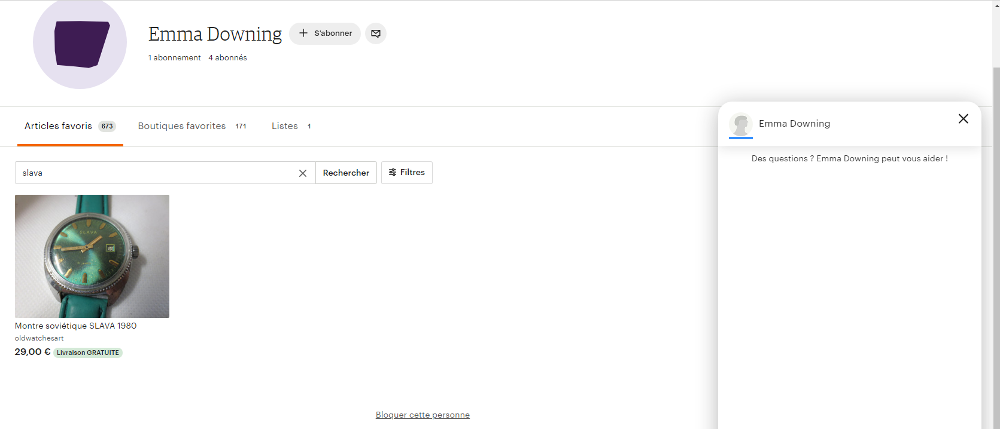 Emma Downing
S'abonner
1 abonnement 4 abonnés
Articles favoris 673 Boutiques favorites 171 Listes 1
slava Rechercher Filtres
SLAVA
Montre soviétique SLAVA 1980
oldwatchesart
29,00 € Livraison GRATUITE
Bloquer cette personne
Emma Downing
Des questions ? Emma Downing peut vous aider !